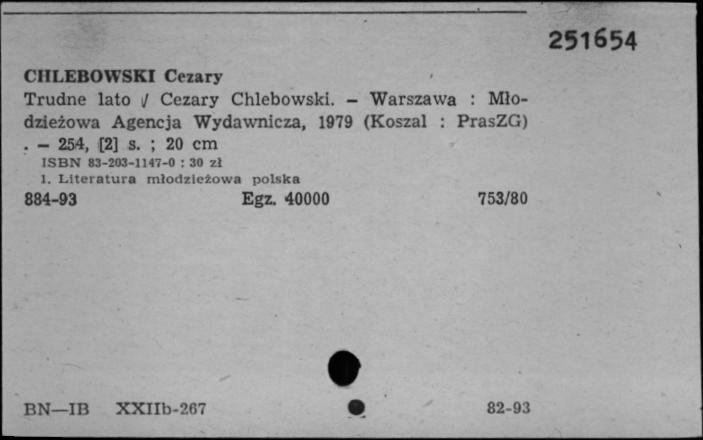 251654
CHLEBOWSKI Cezary
Trudne lato / Cezary Chlebowski. – Warszawa : Mło-
dzieżowa Agencja Wydawnicza, 1979 (Koszal : PrasZG)
. – 254, [2] s. ; 20 cm
ISBN 83-203-1147-0 : 30 zł
1. Literatura młodzieżowa polska
884-93 Egz. 40000 753/80
BN—IB XXIIb-267 82-93